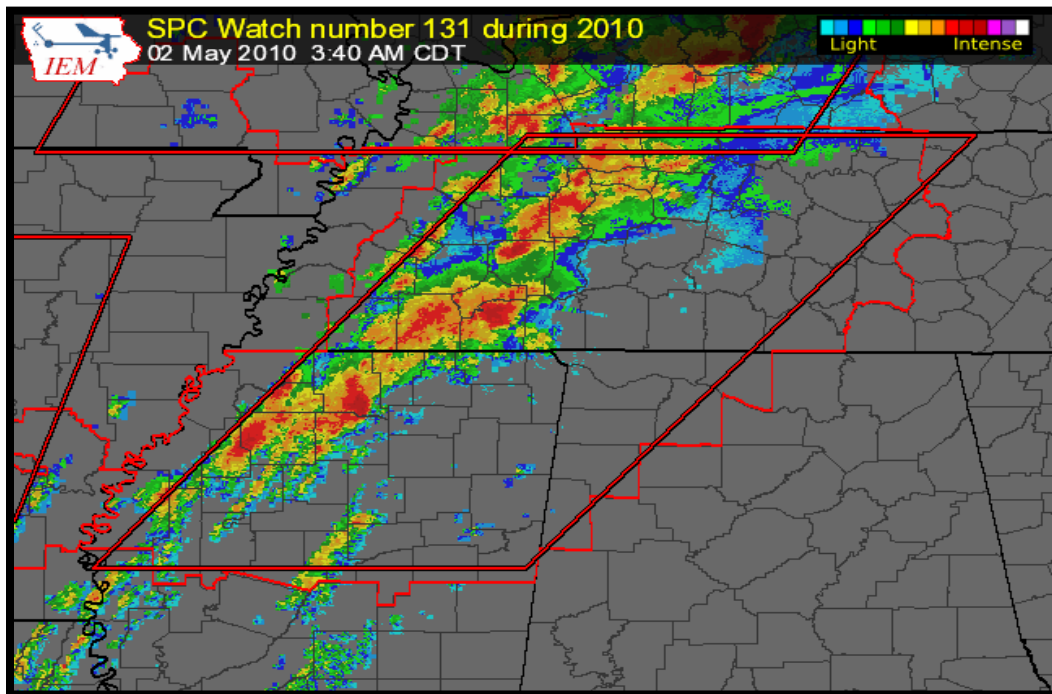 SPC Watch number 131 during 2010
02 May 2010 3:40 AM CDT
IEM
Light
Intense